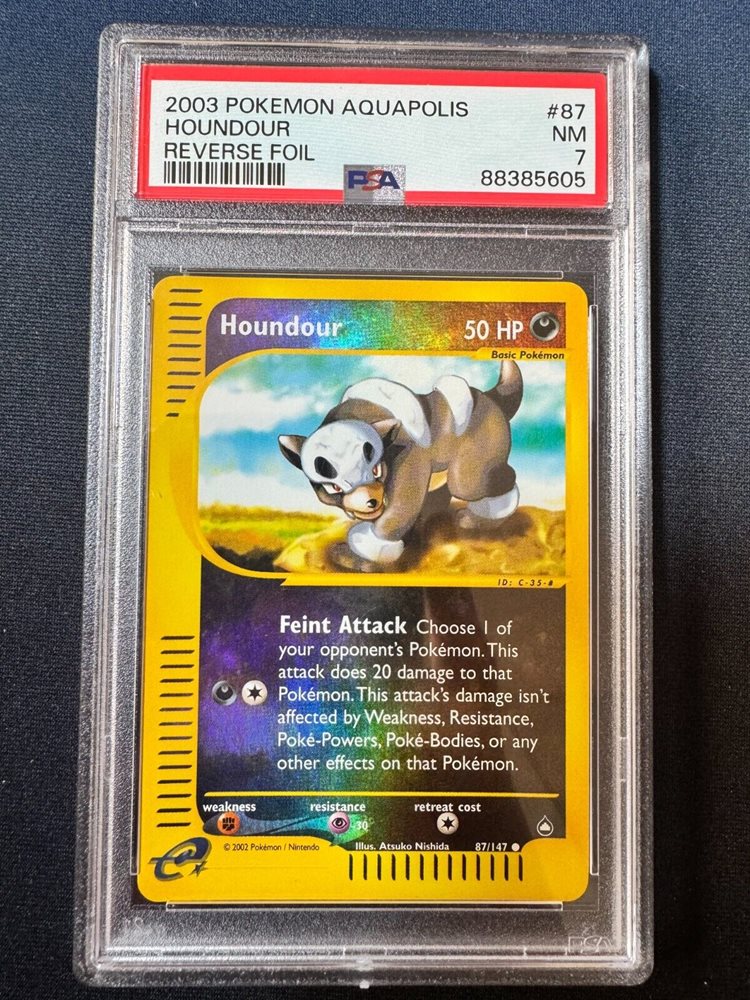 2003 POKEMON AQUAPOLIS #87
HOUNDOUR NM
REVERSE FOIL 7
PSA 88385605
Houndour 50 HP
Basic Pokémon
ID: C-35-#
Feint Attack Choose 1 of
your opponent's Pokémon. This
attack does 20 damage to that
Pokémon. This attack's damage isn't
affected by Weakness, Resistance,
Poké-Powers, Poké-Bodies, or any
other effects on that Pokémon.
weakness resistance retreat cost
-30
e
© 2002 Pokémon / Nintendo Illus. Atsuko Nishida 87/147
PSA